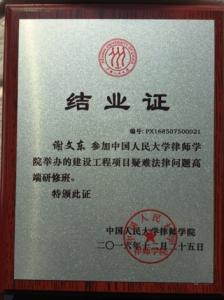 结业证
编号:PX168507500021
谢文东 参加中国人民大学律师学
院举办的建设工程项目疑难法律问题高
端研修班。
特颁此证
中国人民大学律师学院
二〇一六年十二月二十五日